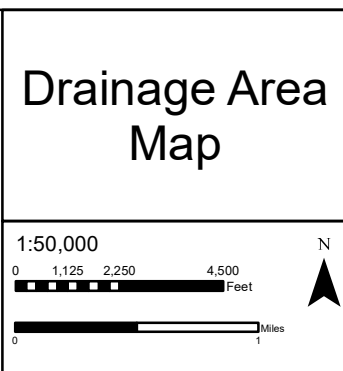 Drainage Area
Map
1:50,000
N
0 1,125 2,250 4,500
Feet
Miles
0 1